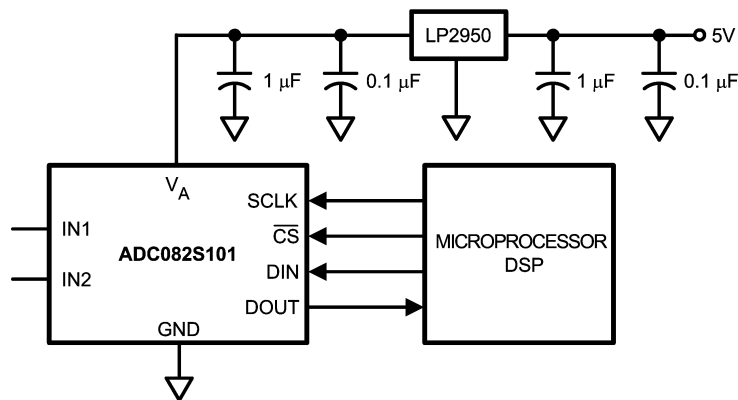 LP2950
5V
1 μF
0.1 μF
1 μF
0.1 μF
VA
SCLK
IN1
CS
ADC082S101
MICROPROCESSOR
DSP
IN2
DIN
DOUT
GND